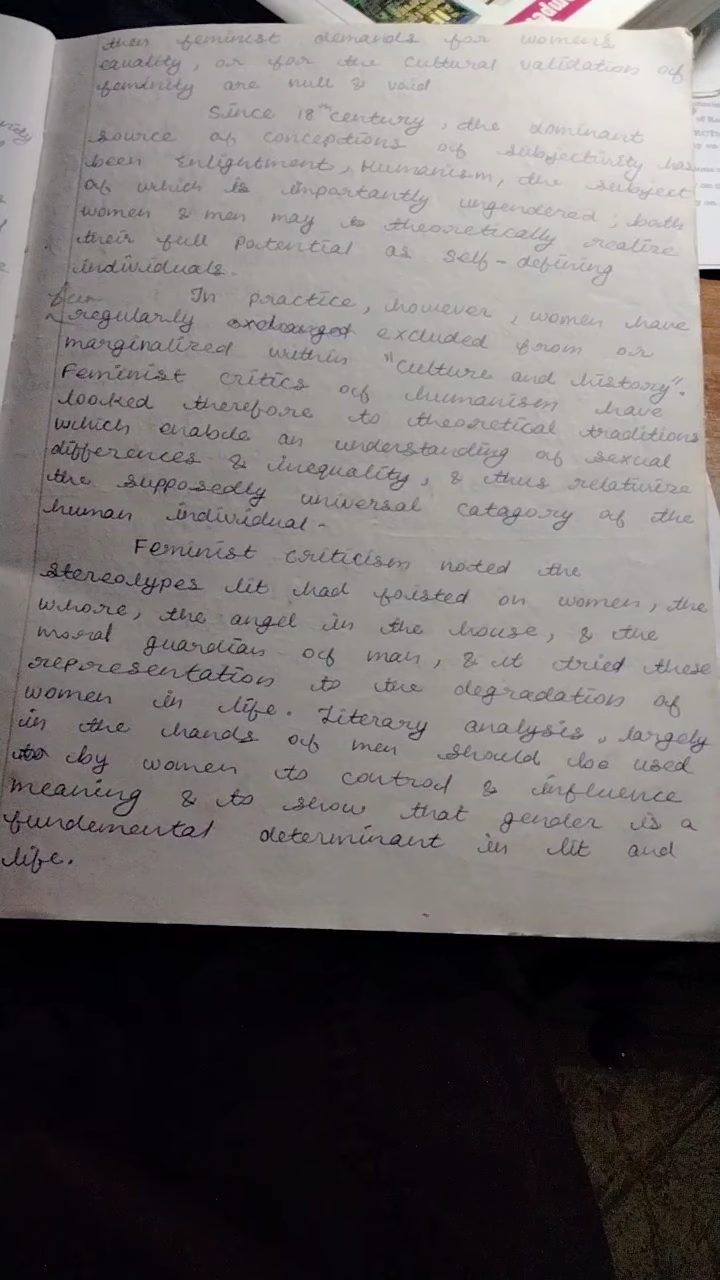 then feminist demands for women's
equality, or for the cultural validation of
feminity are null & void
Since 18th century, the dominant
source of conceptions of subjectivity has
been Enlightment, Humanism, the subject
of which is importantly ungendered; both
women & men may theoretically realize
their full potential as self-defining
individuals.
In practice, however, women have
regularly exchanged excluded from or
marginalized within "culture and history".
Feminist critics of humanism have
looked therefore to theoretical traditions
which enable an understanding of sexual
differences & inequality, & thus relativize
the supposedly universal catagory of the
human individual-
Feminist criticism noted the
stereotypes lit had foisted on women, the
whore, the angel in the house, & the
moral guardian of man, & it tried these
representation to the degradation of
women in life. Literary analysis, largely
in the hands of men should be used
to by women to control & influence
meaning & to show that gender is a
fundemental determinant in lit and
life.